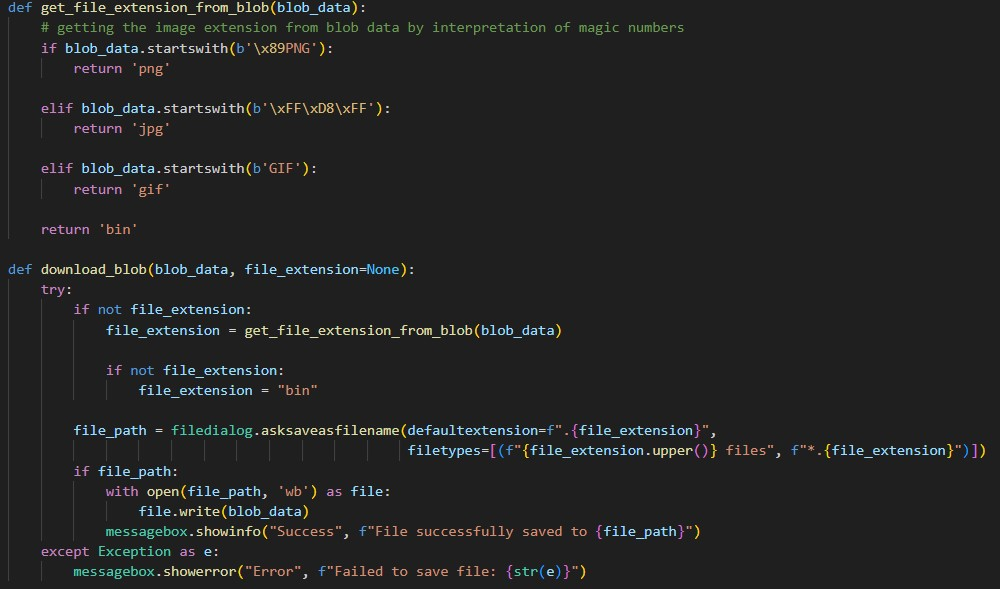 def get_file_extension_from_blob(blob_data):
    # getting the image extension from blob data by interpretation of magic numbers
    if blob_data.startswith(b'\x89PNG'):
        return 'png'

    elif blob_data.startswith(b'\xFF\xD8\xFF'):
        return 'jpg'

    elif blob_data.startswith(b'GIF'):
        return 'gif'

    return 'bin'

def download_blob(blob_data, file_extension=None):
    try:
        if not file_extension:
            file_extension = get_file_extension_from_blob(blob_data)

            if not file_extension:
                file_extension = "bin"

        file_path = filedialog.asksaveasfilename(defaultextension=f".{file_extension}",
                                                 filetypes=[(f"{file_extension.upper()} files", f"*.{file_extension}")])
        if file_path:
            with open(file_path, 'wb') as file:
                file.write(blob_data)
            messagebox.showinfo("Success", f"File successfully saved to {file_path}")
    except Exception as e:
        messagebox.showerror("Error", f"Failed to save file: {str(e)}")